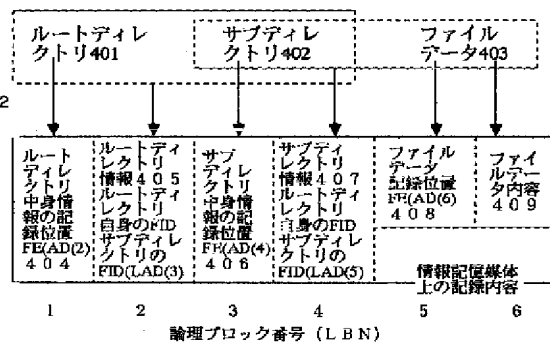 ルートディレ
クトリ401
サブディレ
クトリ402
ファイル
データ403
2
ルート
ディレ
クトリ
中身情
報の記
録位置
FE(AD(2)
404
ルートディ
レクトリ
情報405
ルートディ
レクトリ
自身のFID
サブディレ
クトリの
FID(LAD(3)
サブ
ディレ
クトリ
中身情
報の記
録位置
FE(AD(4)
406
サブディ
レクトリ
情報407
ルートディ
レクトリ
自身のFID
サブディレ
クトリの
FID(LAD(5)
ファイル
データ
記録位置
FE(AD(6)
408
ファイ
ルデー
タ内容
409
情報記憶媒体
上の記録内容
1 2 3 4 5 6
論理ブロック番号 (LBN)